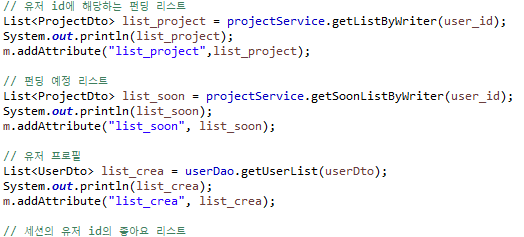 // 유저 id에 해당하는 펀딩 리스트
List<ProjectDto> list_project = projectService.getListByWriter(user_id);
System.out.println(list_project);
m.addAttribute("list_project",list_project);
// 펀딩 예정 리스트
List<ProjectDto> list_soon = projectService.getSoonListByWriter(user_id);
System.out.println(list_soon);
m.addAttribute("list_soon", list_soon);
// 유저 프로필
List<UserDto> list_crea = userDao.getUserList(userDto);
System.out.println(list_crea);
m.addAttribute("list_crea", list_crea);
// 세션의 유저 id의 좋아요 리스트